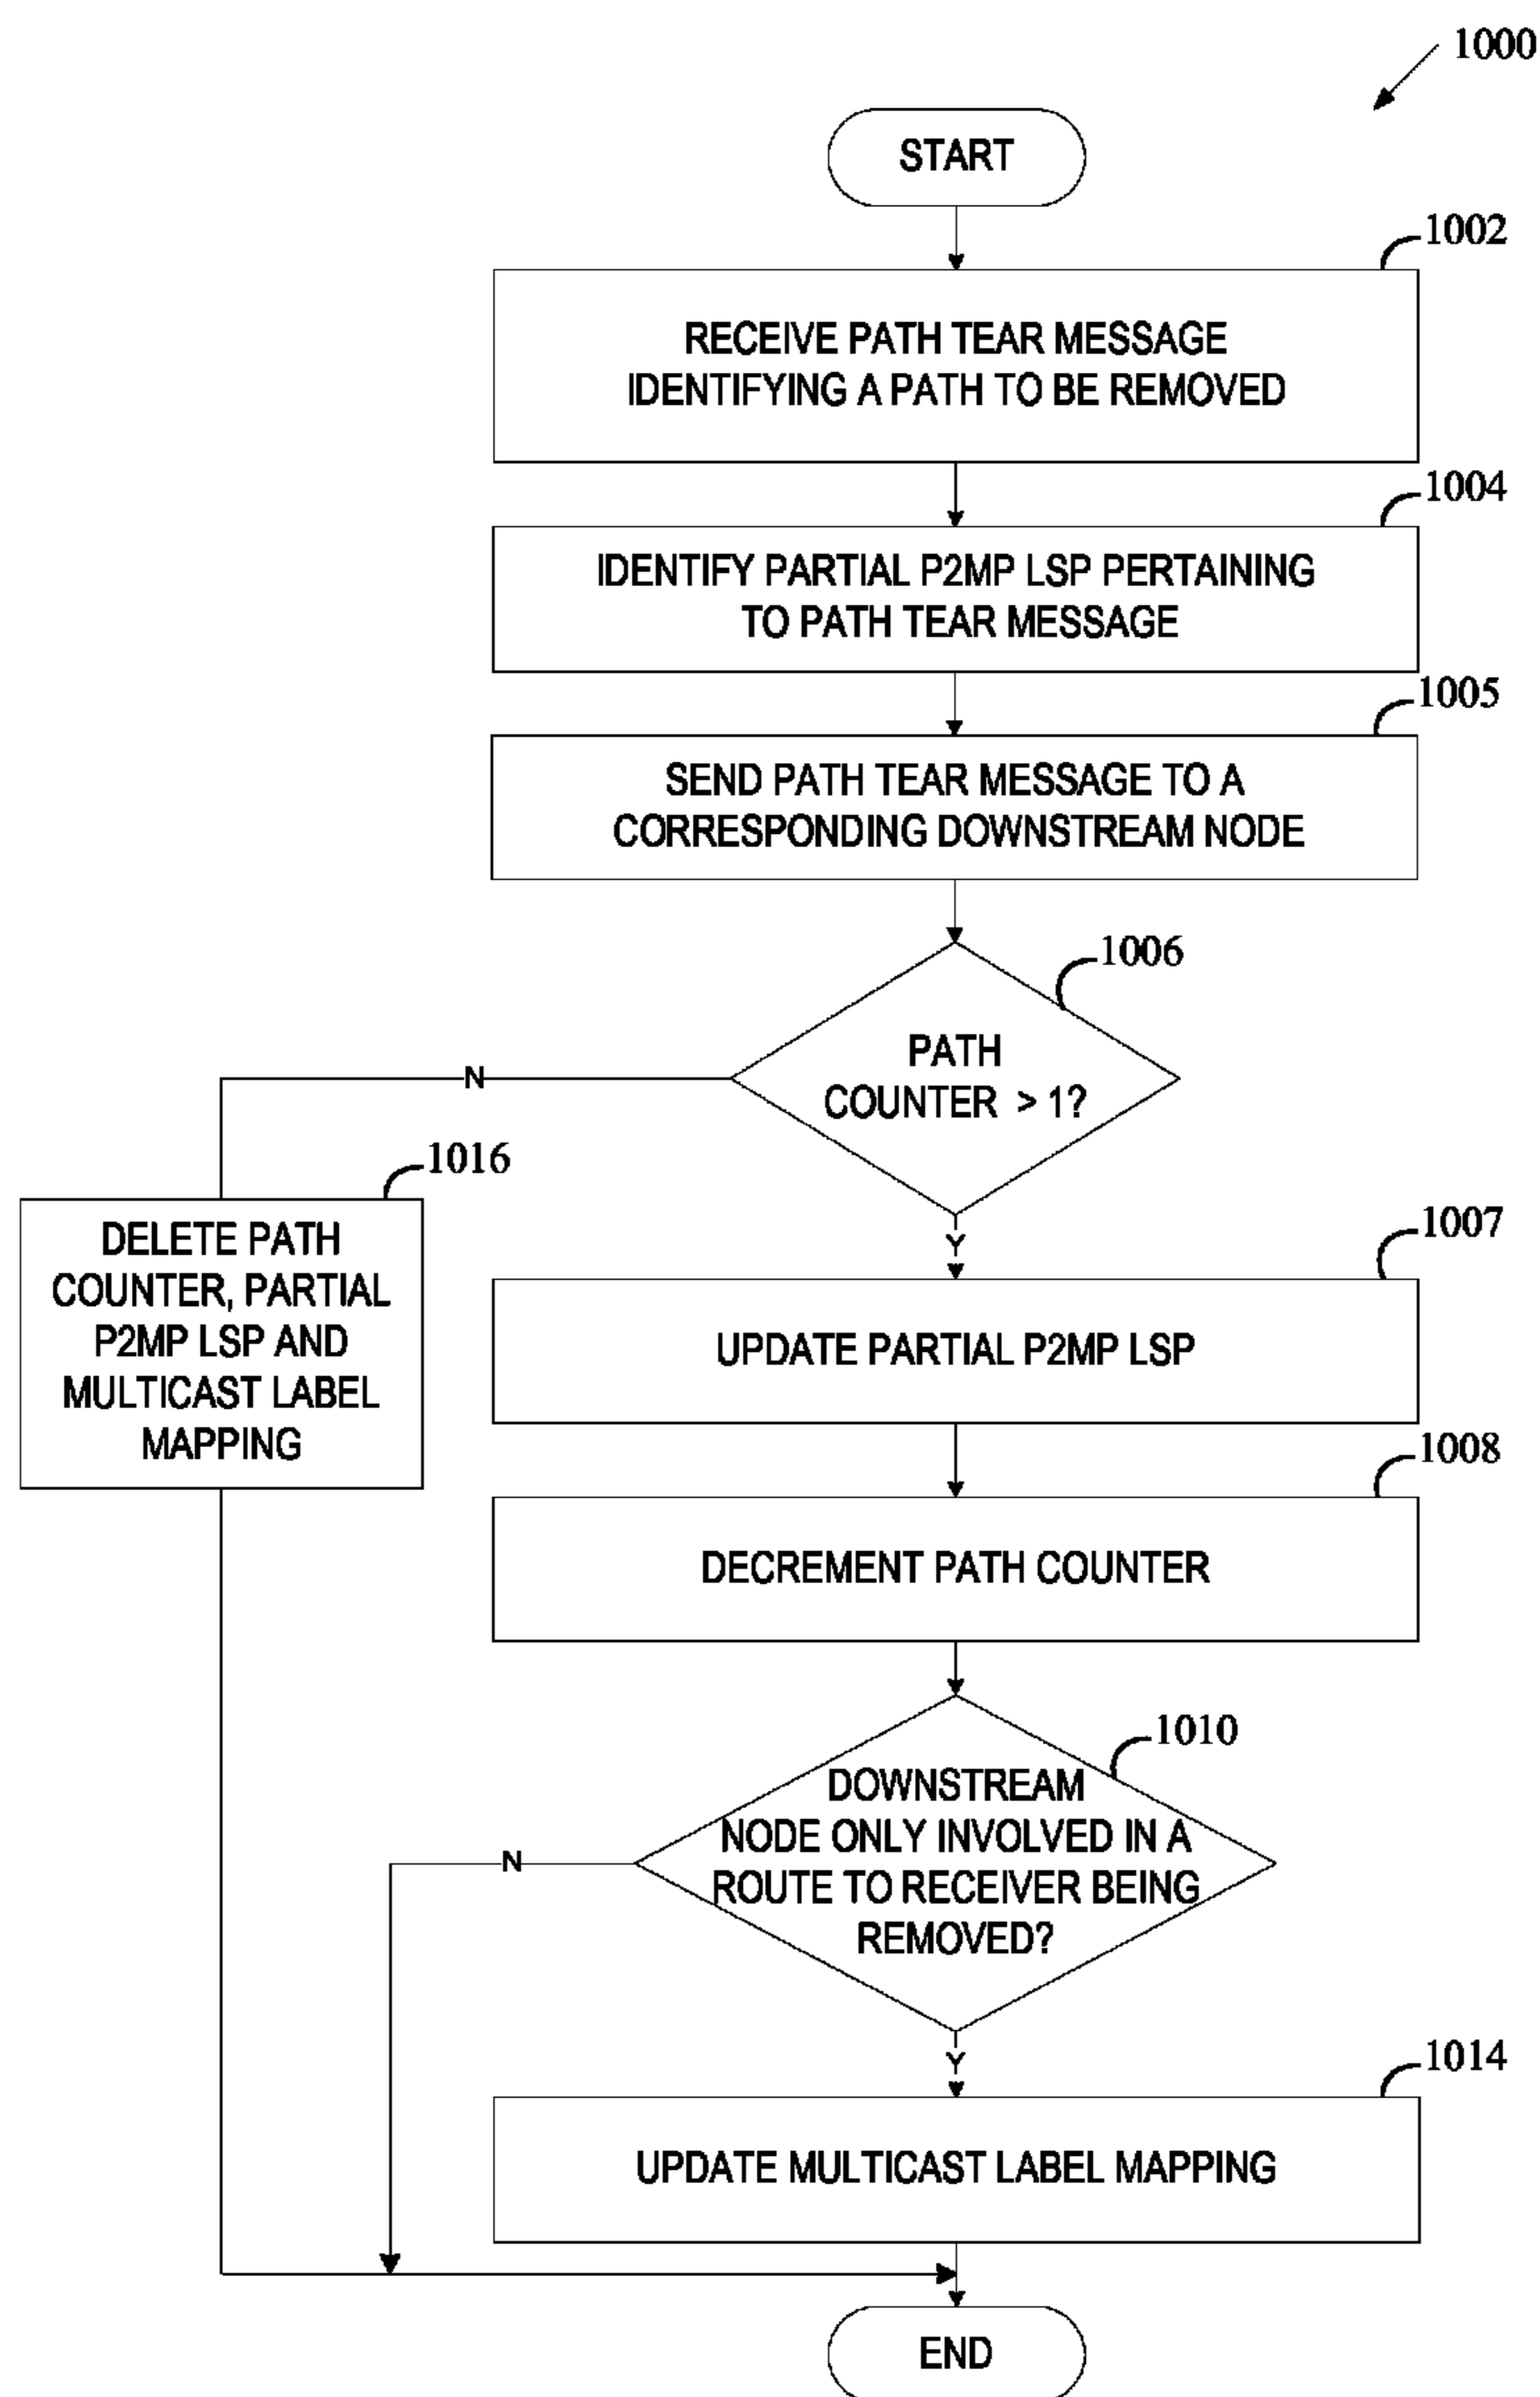 1000
START
1002
RECEIVE PATH TEAR MESSAGE
IDENTIFYING A PATH TO BE REMOVED
1004
IDENTIFY PARTIAL P2MP LSP PERTAINING
TO PATH TEAR MESSAGE
1005
SEND PATH TEAR MESSAGE TO A
CORRESPONDING DOWNSTREAM NODE
1006
PATH
COUNTER > 1?
N
Y
1016
DELETE PATH
COUNTER, PARTIAL
P2MP LSP AND
MULTICAST LABEL
MAPPING
1007
UPDATE PARTIAL P2MP LSP
1008
DECREMENT PATH COUNTER
1010
DOWNSTREAM
NODE ONLY INVOLVED IN A
ROUTE TO RECEIVER BEING
REMOVED?
N
Y
1014
UPDATE MULTICAST LABEL MAPPING
END